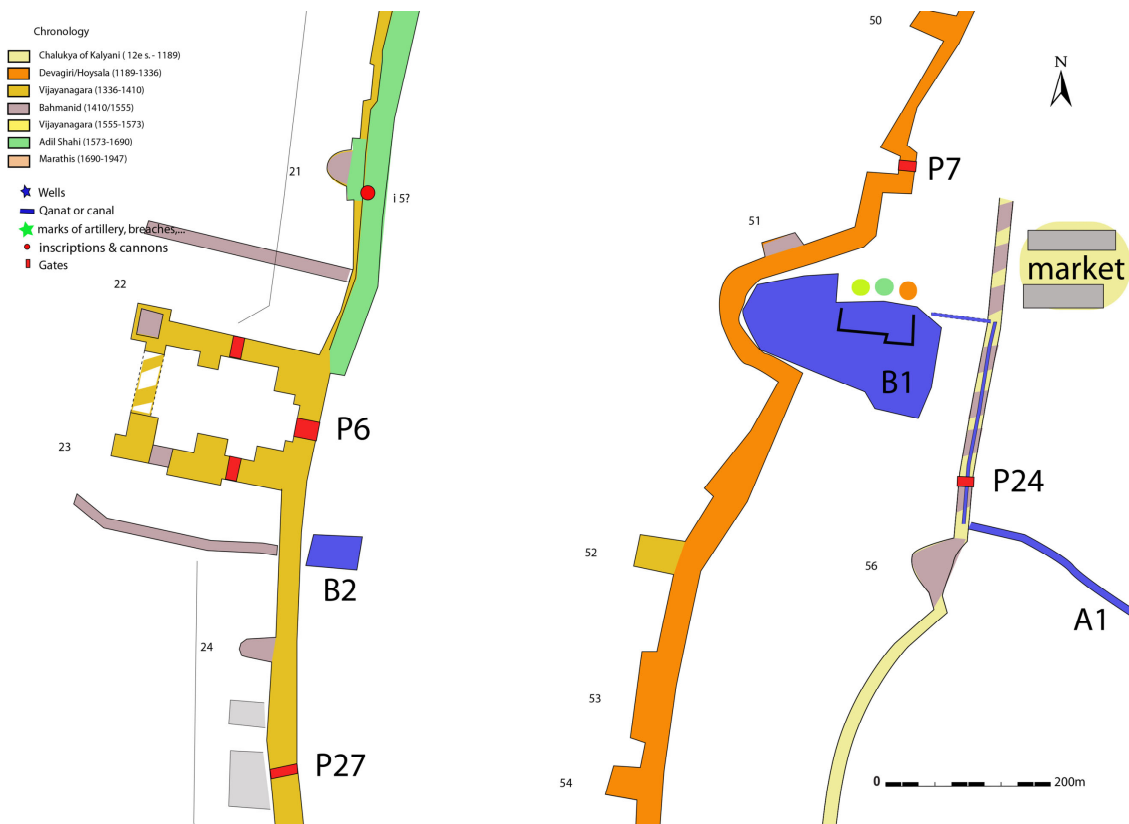 Chronology
Chalukya of Kalyani ( 12e s. - 1189)
Devagiri/Hoysala (1189-1336)
Vijayanagara (1336-1410)
Bahmanid (1410/1555)
Vijayanagara (1555-1573)
Adil Shahi (1573-1690)
Marathis (1690-1947)
Wells
Qanat or canal
marks of artillery, breaches,...
inscriptions & cannons
Gates
21
i 5?
22
P6
23
B2
24
P27
50
N
P7
51
market
B1
P24
52
56
A1
53
54
0 200m